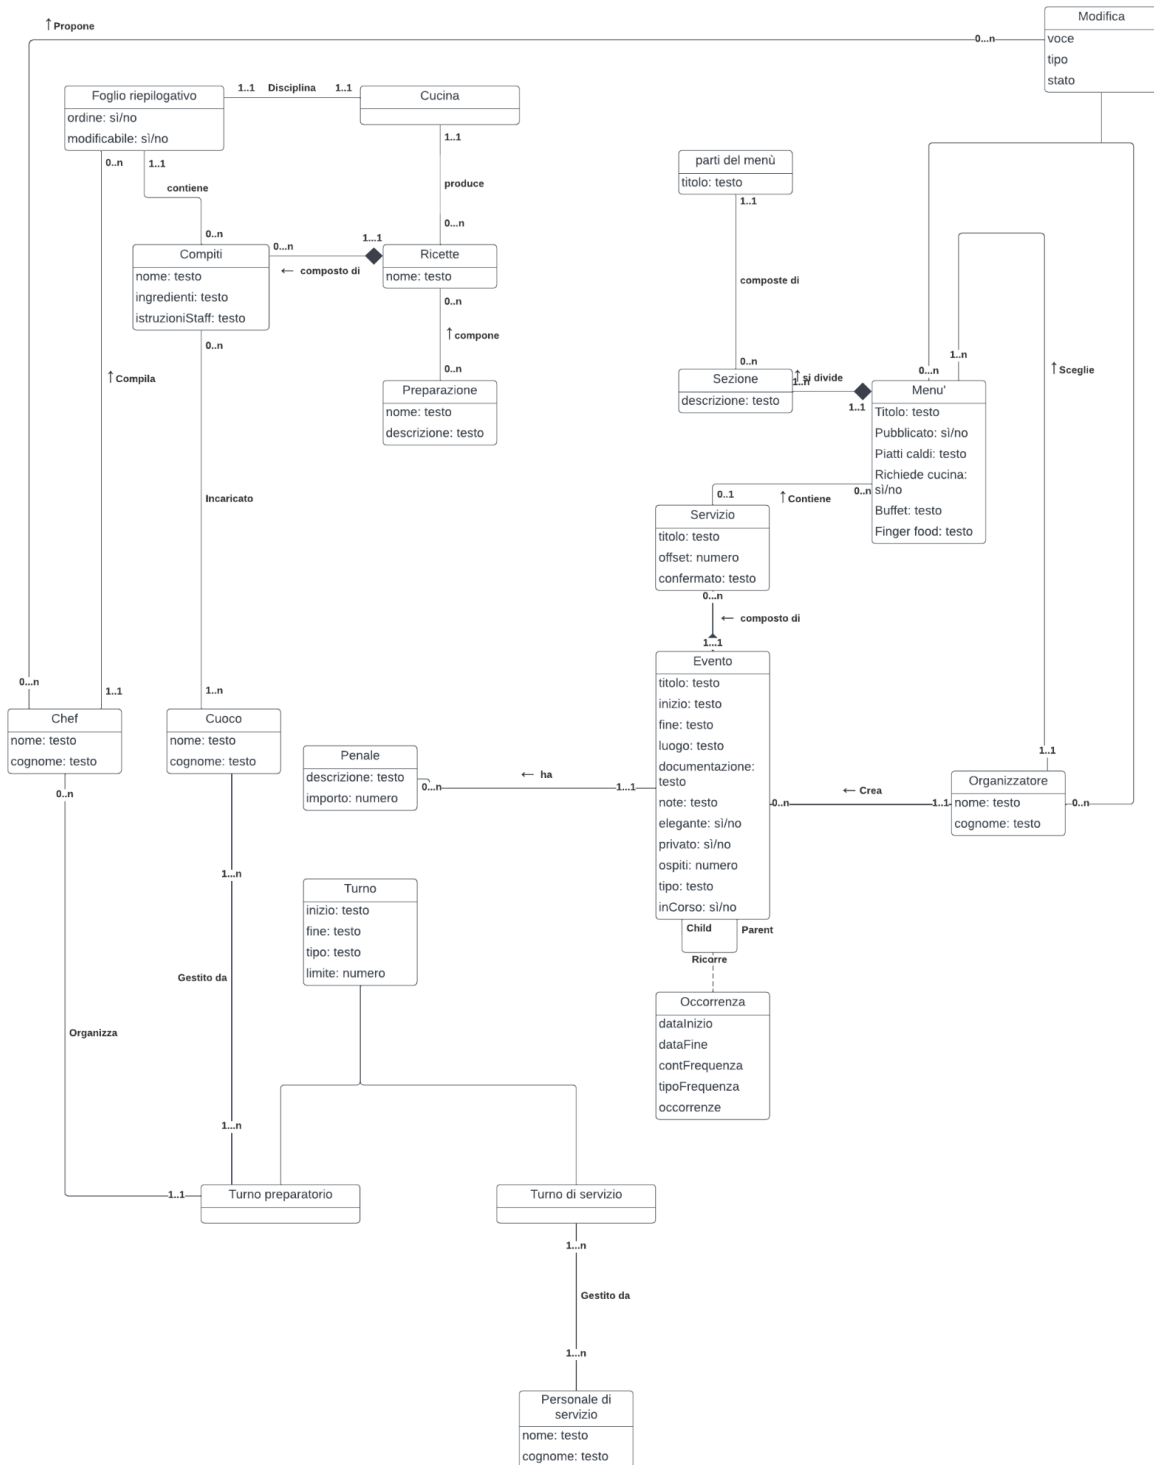 ↑ Propone
0...n
Modifica
voce
tipo
stato
Foglio riepilogativo
ordine: sì/no
modificabile: sì/no
1..1 Disciplina 1..1
Cucina
0..n
1..1
contiene
0..n
1..1
produce
0...n
parti del menù
titolo: testo
1..1
composte di
0..n
Compiti
nome: testo
ingredienti: testo
istruzioniStaff: testo
0...n
1...1
← composto di
Ricette
nome: testo
0..n
↑ compone
0..n
Preparazione
nome: testo
descrizione: testo
0..n
↑ Compila
Incaricato
Sezione
descrizione: testo
↑ si divide
1..n
1..1
0...n
1..n
↑ Sceglie
Menu'
Titolo: testo
Pubblicato: sì/no
Piatti caldi: testo
Richiede cucina:
sì/no
Buffet: testo
Finger food: testo
0..1
↑ Contiene
0..n
Servizio
titolo: testo
offset: numero
confermato: testo
0...n
← composto di
1...1
Evento
titolo: testo
inizio: testo
fine: testo
luogo: testo
documentazione:
testo
note: testo
elegante: sì/no
privato: sì/no
ospiti: numero
tipo: testo
inCorso: sì/no
0...n
1..1
1..n
Chef
nome: testo
cognome: testo
Cuoco
nome: testo
cognome: testo
Penale
descrizione: testo
importo: numero
0...n
← ha
1...1
0..n
← Crea
1..1
1..1
Organizzatore
nome: testo
cognome: testo
0..n
0..n
1...n
Turno
inizio: testo
fine: testo
tipo: testo
limite: numero
Child
Parent
Ricorre
Occorrenza
dataInizio
dataFine
contFrequenza
tipoFrequenza
occorrenze
Gestito da
Organizza
1...n
1..1
Turno preparatorio
Turno di servizio
1...n
Gestito da
1...n
Personale di
servizio
nome: testo
cognome: testo